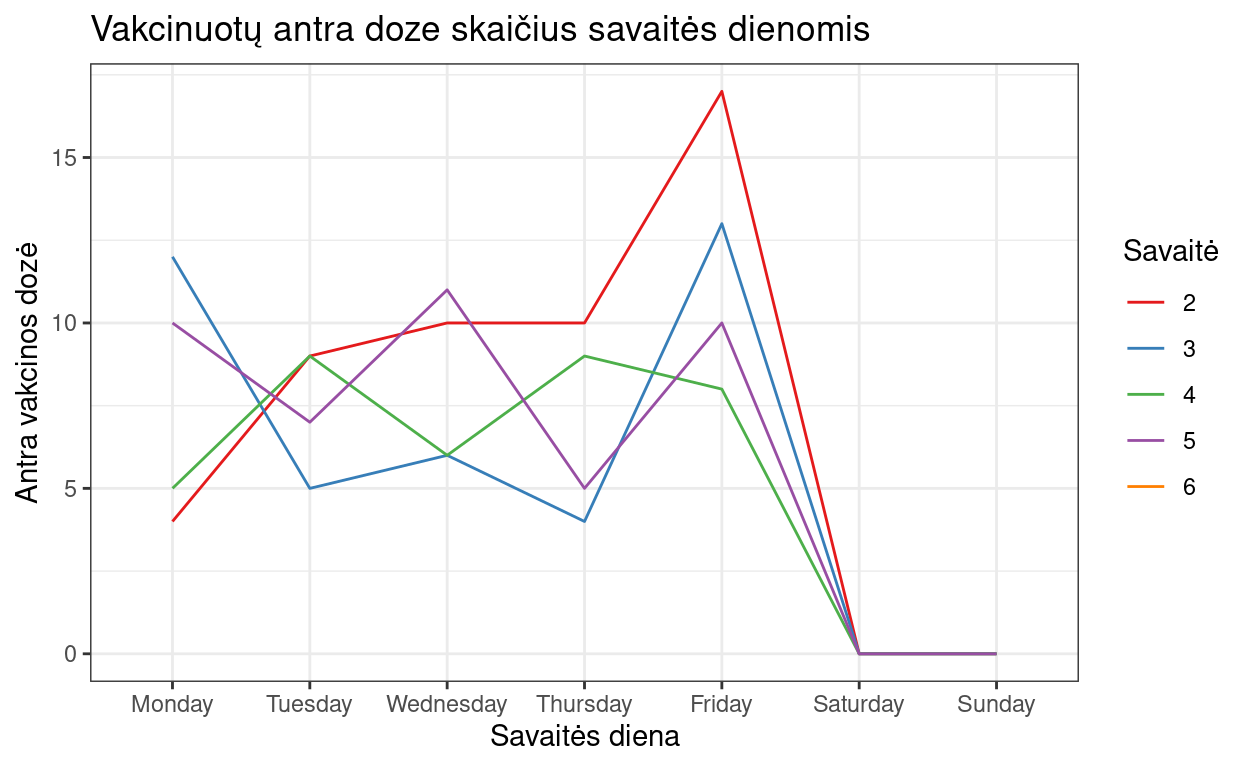 Vakcinuotų antra doze skaičius savaitės dienomis
Antra vakcinos dozė
15
10
5
0
Monday Tuesday Wednesday Thursday Friday Saturday Sunday
Savaitės diena
Savaitė
2
3
4
5
6